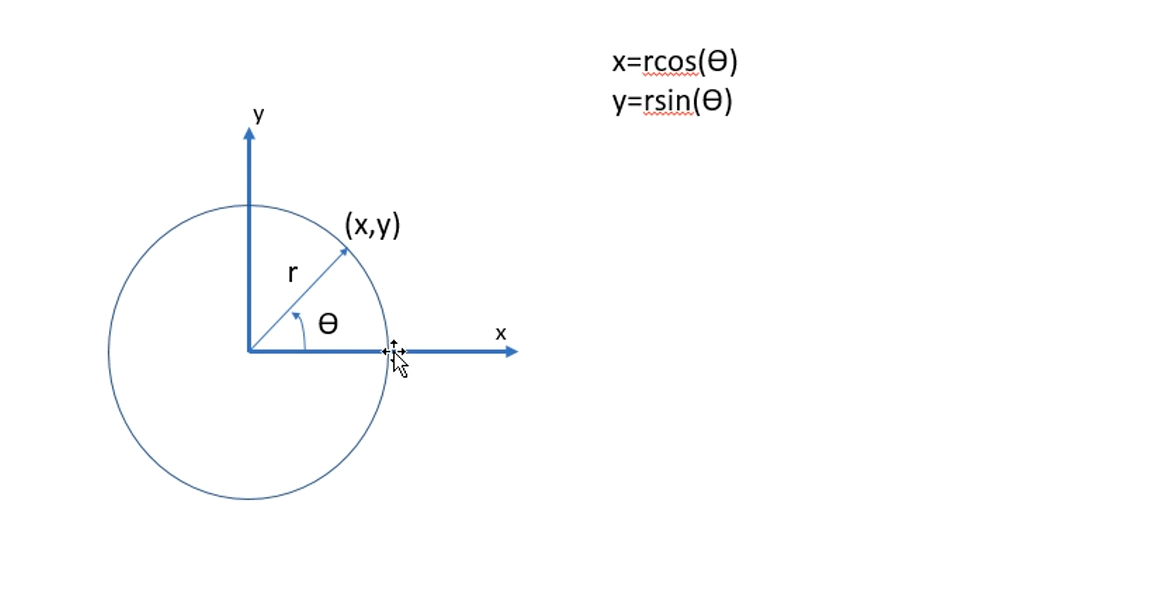 x=rcos(Ɵ)
y=rsin(Ɵ)
y
(x,y)
r
Ɵ
x